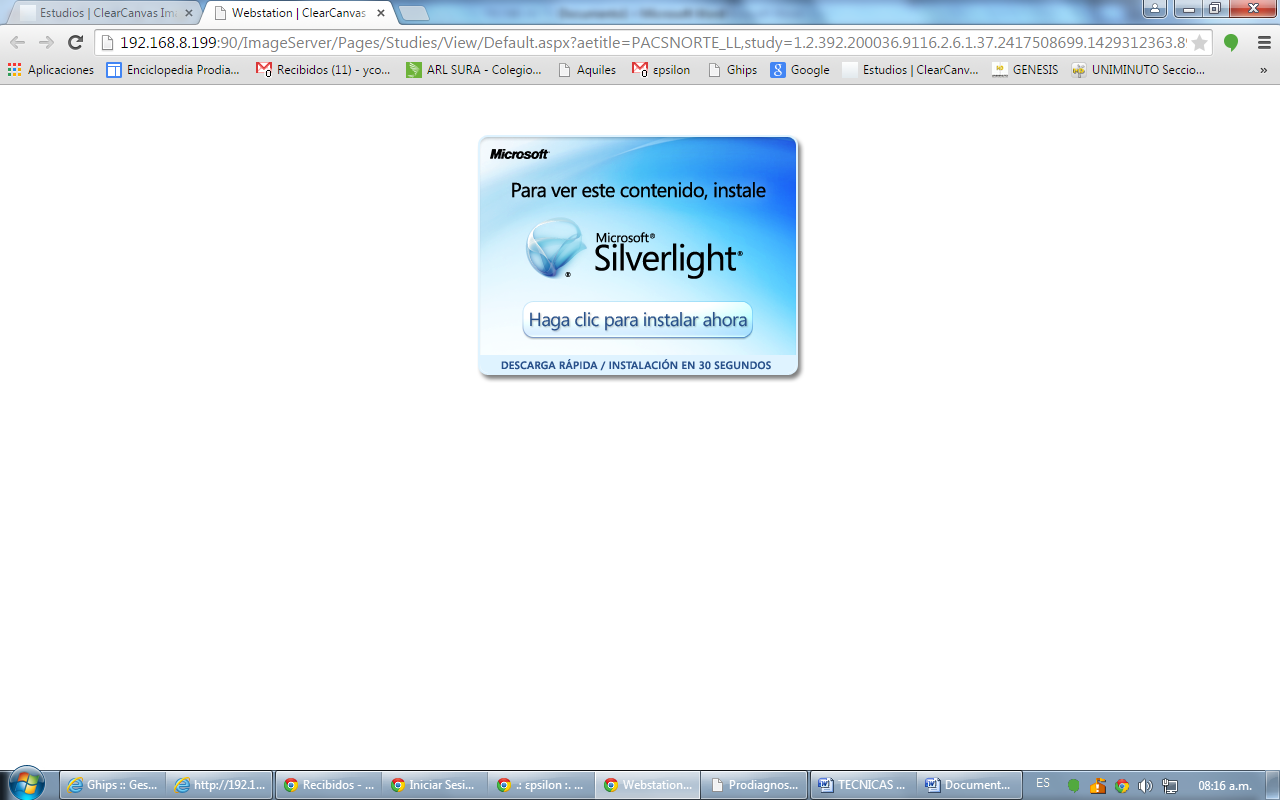 Estudios | ClearCanvas Im
Webstation | ClearCanvas
192.168.8.199:90/ImageServer/Pages/Studies/View/Default.aspx?aetitle=PACSNORTE_LL,study=1.2.392.200036.9116.2.6.1.37.2417508699.1429312363.89
Aplicaciones
Enciclopedia Prodia...
Recibidos (11) - yco...
ARL SURA - Colegio...
Aquiles
εpsilon
Ghips
Google
Estudios | ClearCanv...
GENESIS
UNIMINUTO Seccio...
»
Microsoft
Para ver este contenido, instale
Microsoft®
Silverlight®
Haga clic para instalar ahora
DESCARGA RÁPIDA / INSTALACIÓN EN 30 SEGUNDOS
Ghips :: Ges...
http://192.1...
Recibidos - ...
Iniciar Sesi...
.: εpsilon :. ...
Webstation...
Prodiagnos...
TECNICAS ...
Document...
ES
08:16 a.m.